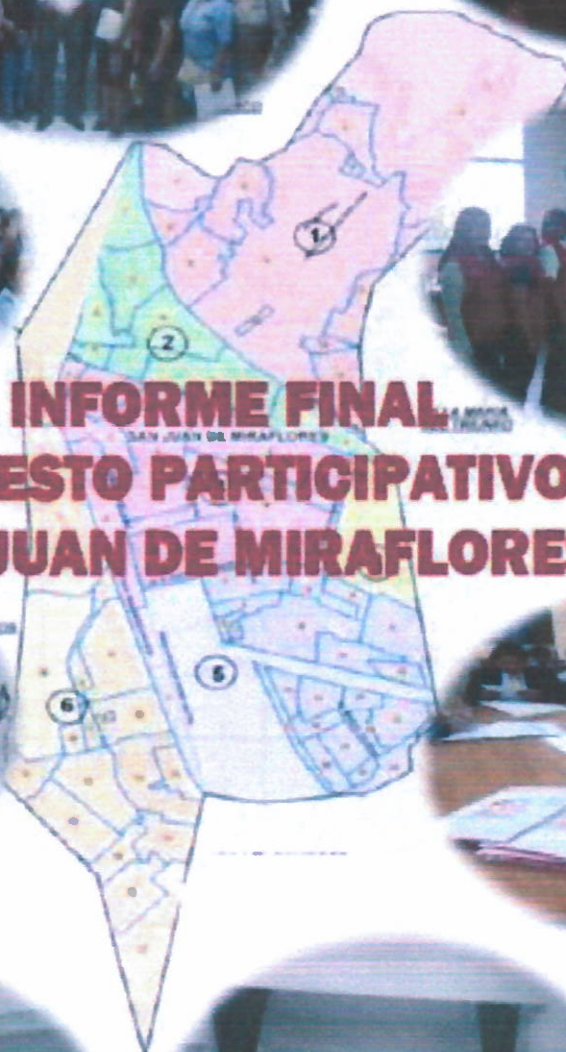 1
2
INFORME FINAL
SAN JUAN DE MIRAFLORES
ESTO PARTICIPATIVO
JUAN DE MIRAFLORE
5
6